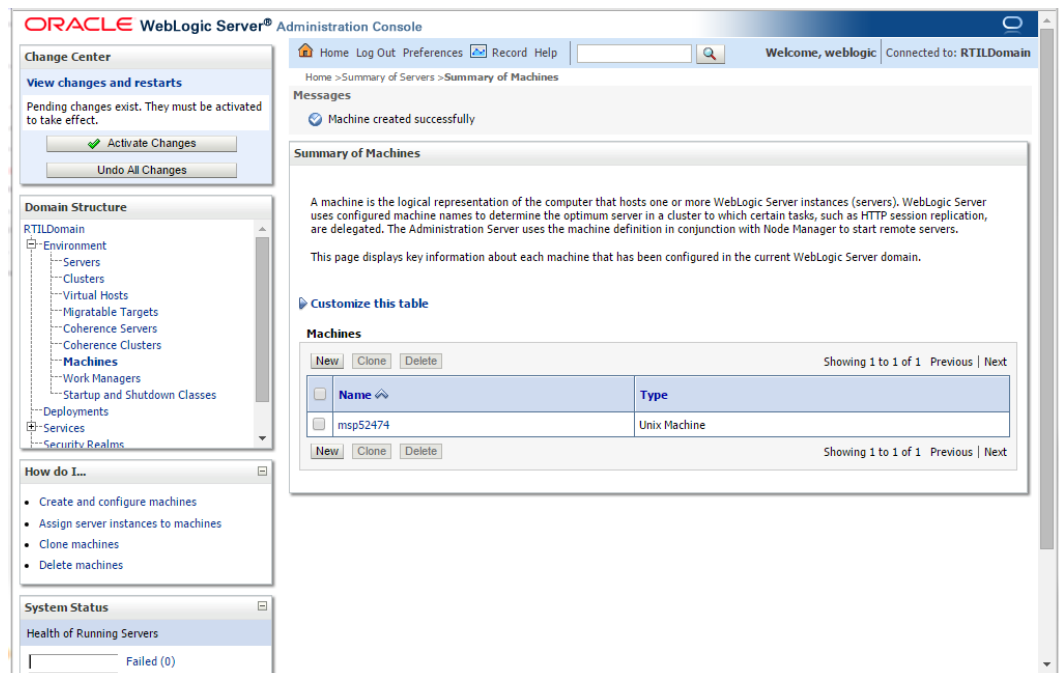 ORACLE WebLogic Server® Administration Console
Change Center
View changes and restarts
Pending changes exist. They must be activated
to take effect.
Activate Changes
Undo All Changes
Domain Structure
RTILDomain
Environment
Servers
Clusters
Virtual Hosts
Migratable Targets
Coherence Servers
Coherence Clusters
Machines
Work Managers
Startup and Shutdown Classes
Deployments
Services
Security Realms
How do I...
Create and configure machines
Assign server instances to machines
Clone machines
Delete machines
System Status
Health of Running Servers
Failed (0)
Home Log Out Preferences Record Help
Welcome, weblogic Connected to: RTILDomain
Home >Summary of Servers >Summary of Machines
Messages
Machine created successfully
Summary of Machines
A machine is the logical representation of the computer that hosts one or more WebLogic Server instances (servers). WebLogic Server
uses configured machine names to determine the optimum server in a cluster to which certain tasks, such as HTTP session replication,
are delegated. The Administration Server uses the machine definition in conjunction with Node Manager to start remote servers.
This page displays key information about each machine that has been configured in the current WebLogic Server domain.
Customize this table
Machines
New Clone Delete Showing 1 to 1 of 1 Previous | Next
Name Type
msp52474 Unix Machine
New Clone Delete Showing 1 to 1 of 1 Previous | Next